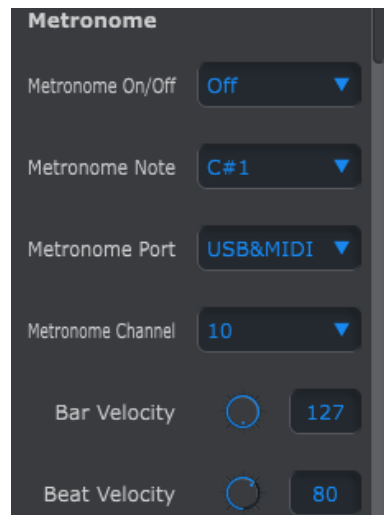 Metronome
Metronome On/Off Off
Metronome Note C#1
Metronome Port USB&MIDI
Metronome Channel 10
Bar Velocity 127
Beat Velocity 80